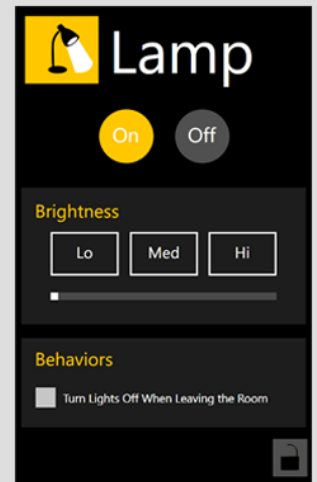 Lamp
On Off
Brightness
Lo Med Hi
Behaviors
Turn Lights Off When Leaving the Room